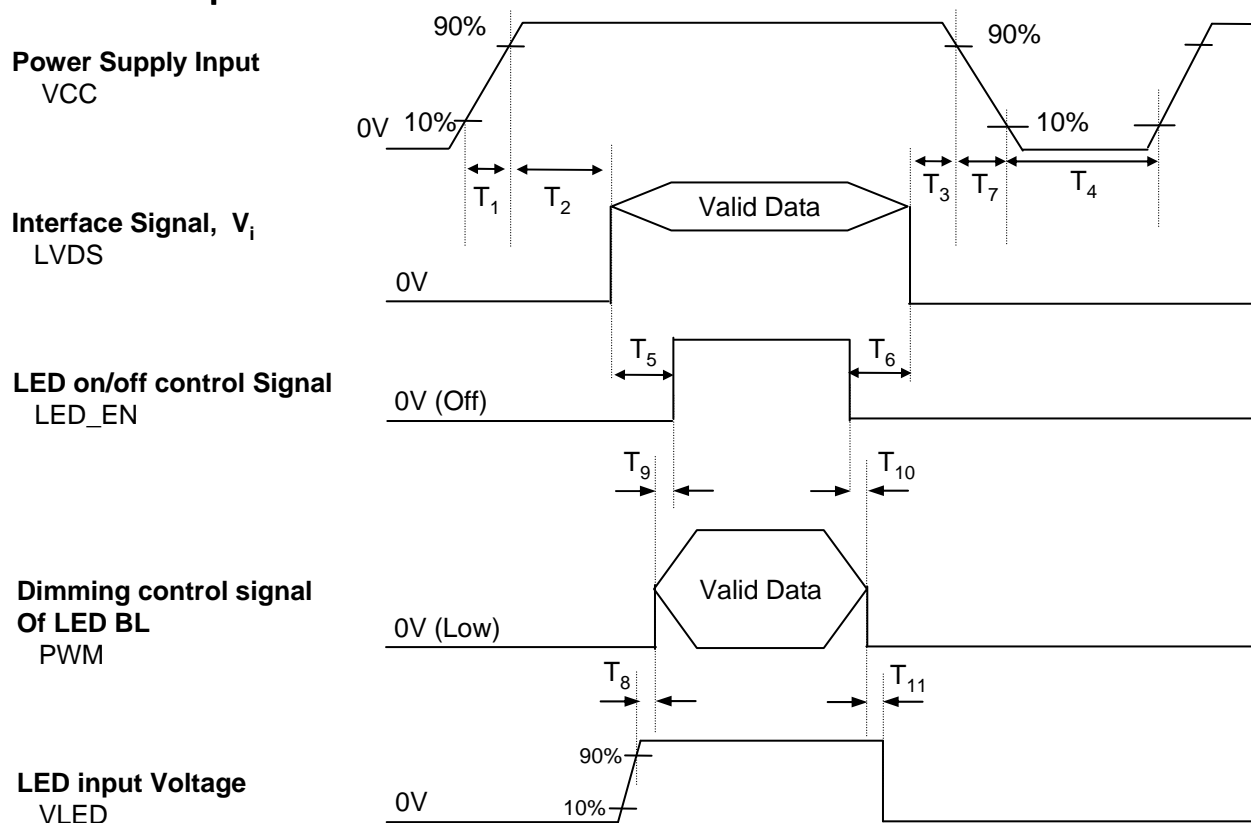 90%
90%
Power Supply Input
VCC
0V
10%
10%
T1
T2
T3
T7
T4
Valid Data
Interface Signal, Vi
LVDS
0V
T5
T6
LED on/off control Signal
LED_EN
0V (Off)
T9
T10
Dimming control signal
Of LED BL
PWM
Valid Data
0V (Low)
T8
T11
90%
LED input Voltage
VLED
0V
10%